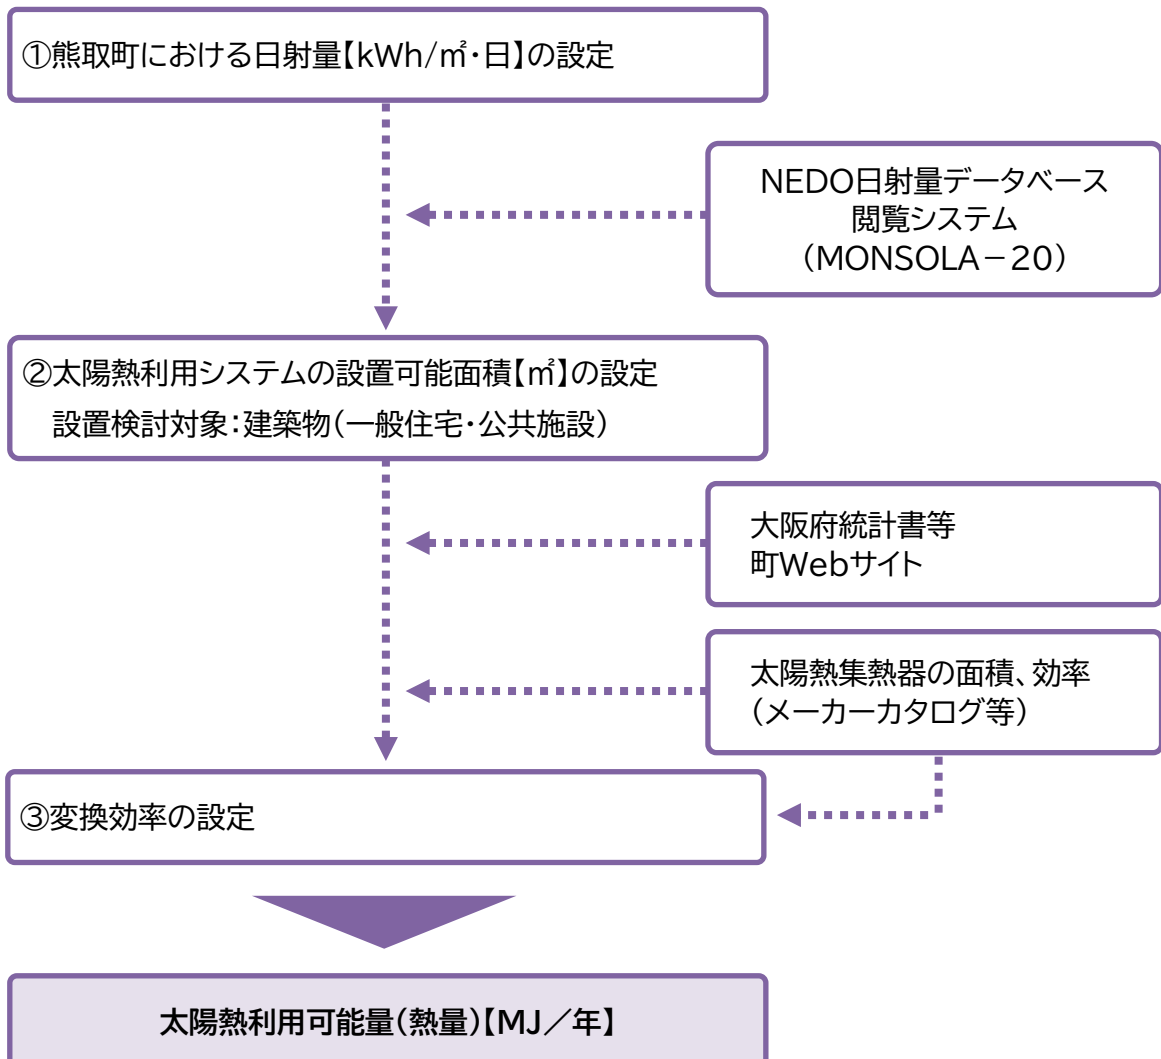 ①熊取町における日射量【kWh/㎡・日】の設定
NEDO日射量データベース
閲覧システム
（MONSOLA－20）
②太陽熱利用システムの設置可能面積【㎡】の設定
設置検討対象：建築物（一般住宅・公共施設）
大阪府統計書等
町Webサイト
太陽熱集熱器の面積、効率
（メーカーカタログ等）
③変換効率の設定
太陽熱利用可能量（熱量）【MJ／年】